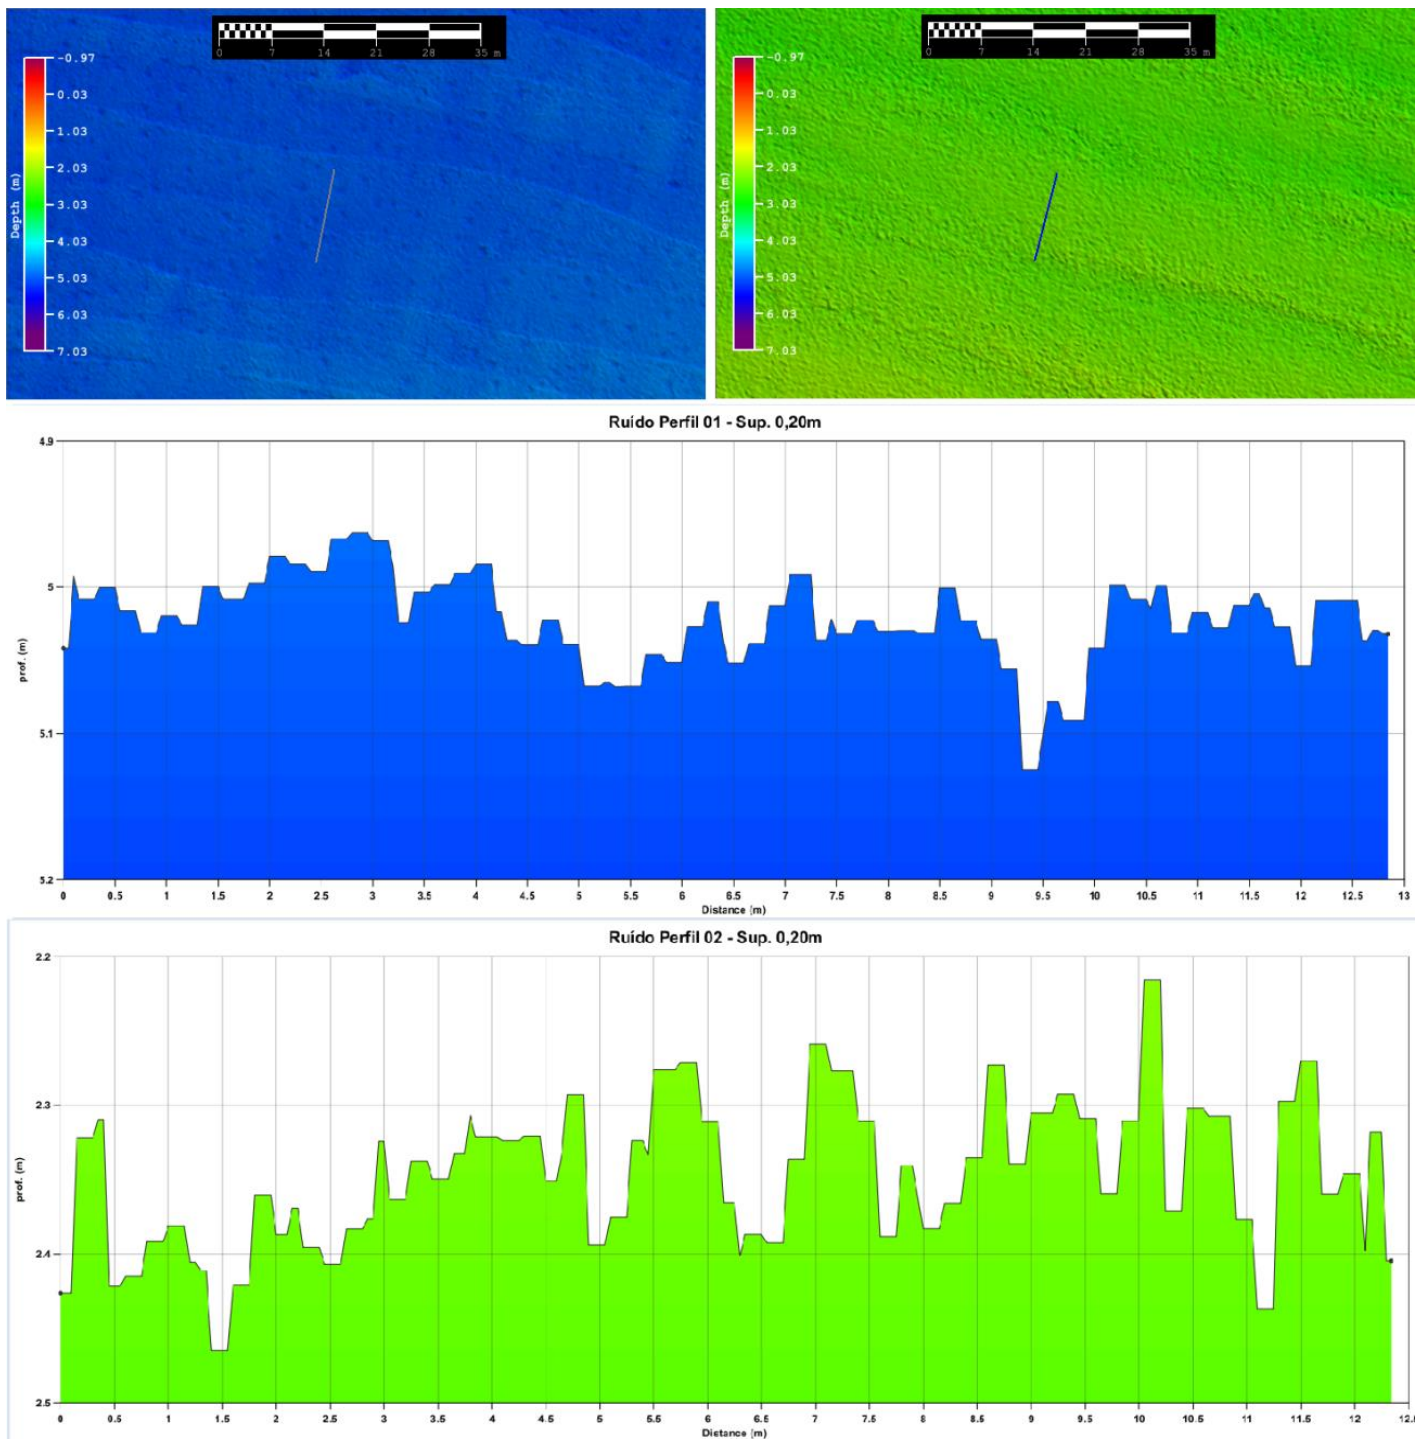 0 7 14 21 28 35 m
-0.97
0.03
1.03
2.03
3.03
4.03
5.03
6.03
7.03
Depth (m)
0 7 14 21 28 35 m
-0.97
0.03
1.03
2.03
3.03
4.03
5.03
6.03
7.03
Depth (m)
Ruído Perfil 01 - Sup. 0,20m
4.9
5
5.1
5.2
prof. (m)
0 0.5 1 1.5 2 2.5 3 3.5 4 4.5 5 5.5 6 6.5 7 7.5 8 8.5 9 9.5 10 10.5 11 11.5 12 12.5 13
Distance (m)
Ruído Perfil 02 - Sup. 0,20m
2.2
2.3
2.4
2.5
prof. (m)
0 0.5 1 1.5 2 2.5 3 3.5 4 4.5 5 5.5 6 6.5 7 7.5 8 8.5 9 9.5 10 10.5 11 11.5 12 12.5
Distance (m)